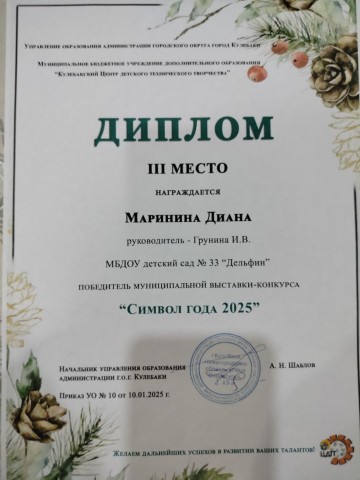 Управление образования администрации городского округа город Кулебаки
Муниципальное бюджетное учреждение дополнительного образования
“Кулебакский Центр детского технического творчества”
ДИПЛОМ
III МЕСТО
НАГРАЖДАЕТСЯ
Маринина Диана
руководитель - Грунина И.В.
МБДОУ детский сад № 33 “Дельфин”
ПОБЕДИТЕЛЬ МУНИЦИПАЛЬНОЙ ВЫСТАВКИ-КОНКУРСА
“Символ года 2025”
Начальник управления образования
администрации г.о.г. Кулебаки
А. Н. Шаблов
Приказ УО № 10 от 10.01.2025 г.
Желаем дальнейших успехов в развитии ваших талантов!